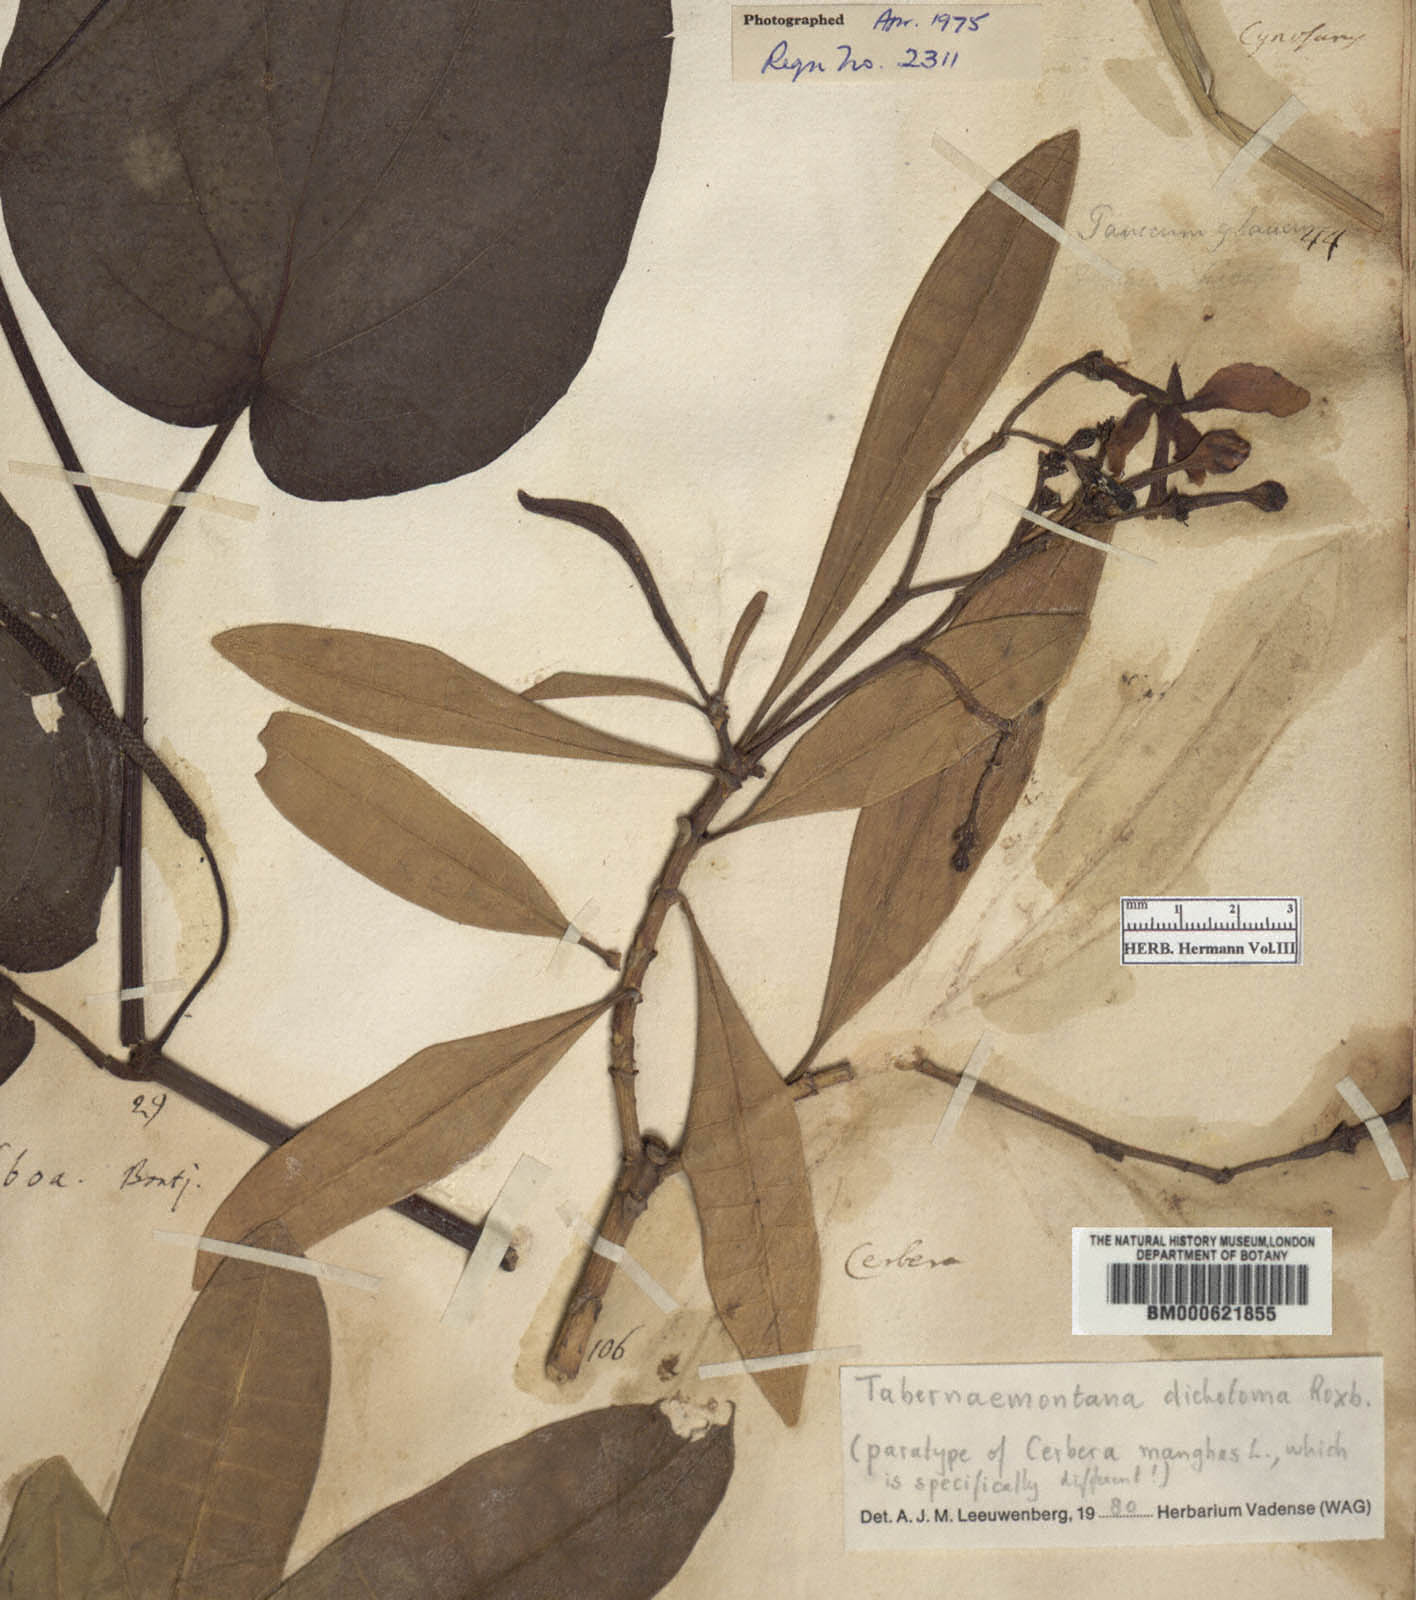 Photographed Apr. 1975
Regn No. 2311
Panicum glaucum 44
mm 1 2 3
HERB. Hermann Vol.III
29
boa. Bontj.
Cerbera
THE NATURAL HISTORY MUSEUM,LONDON
DEPARTMENT OF BOTANY
BM000621855
106
Tabernaemontana dichotoma Roxb.
(paratype of Cerbera manghas L., which
is specifically different!)
Det. A. J. M. Leeuwenberg, 19 80 Herbarium Vadense (WAG)